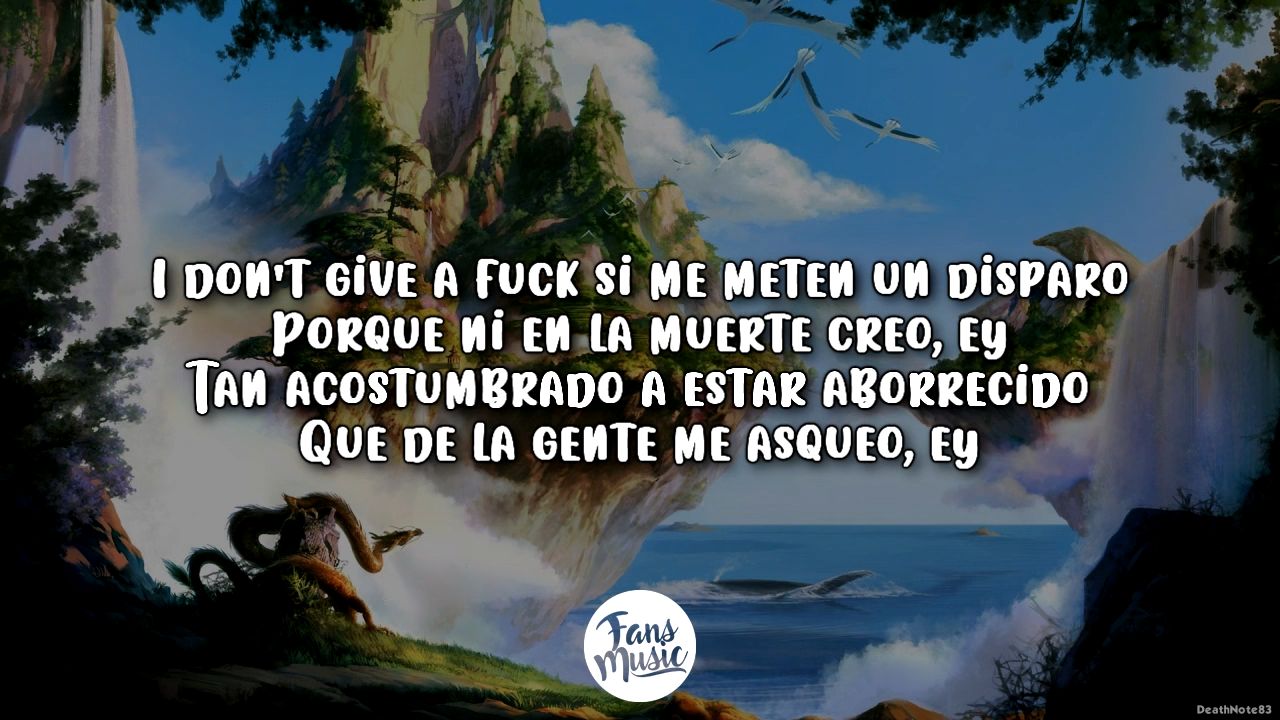 I DON'T GIVE A FUCK SI ME METEN UN DISPARO
PORQUE NI EN LA MUERTE CREO, EY
TAN ACOSTUMBRADO A ESTAR ABORRECIDO
QUE DE LA GENTE ME ASQUEO, EY
Fans
Music
DeathNote83